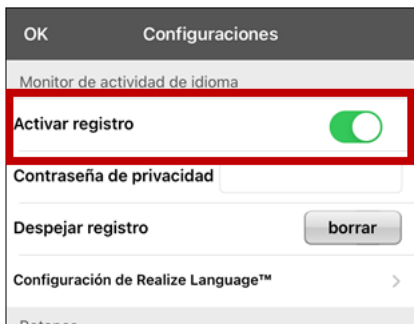 OK Configuraciones
Monitor de actividad de idioma
Activar registro
Contraseña de privacidad
Despejar registro borrar
Configuración de Realize Language™